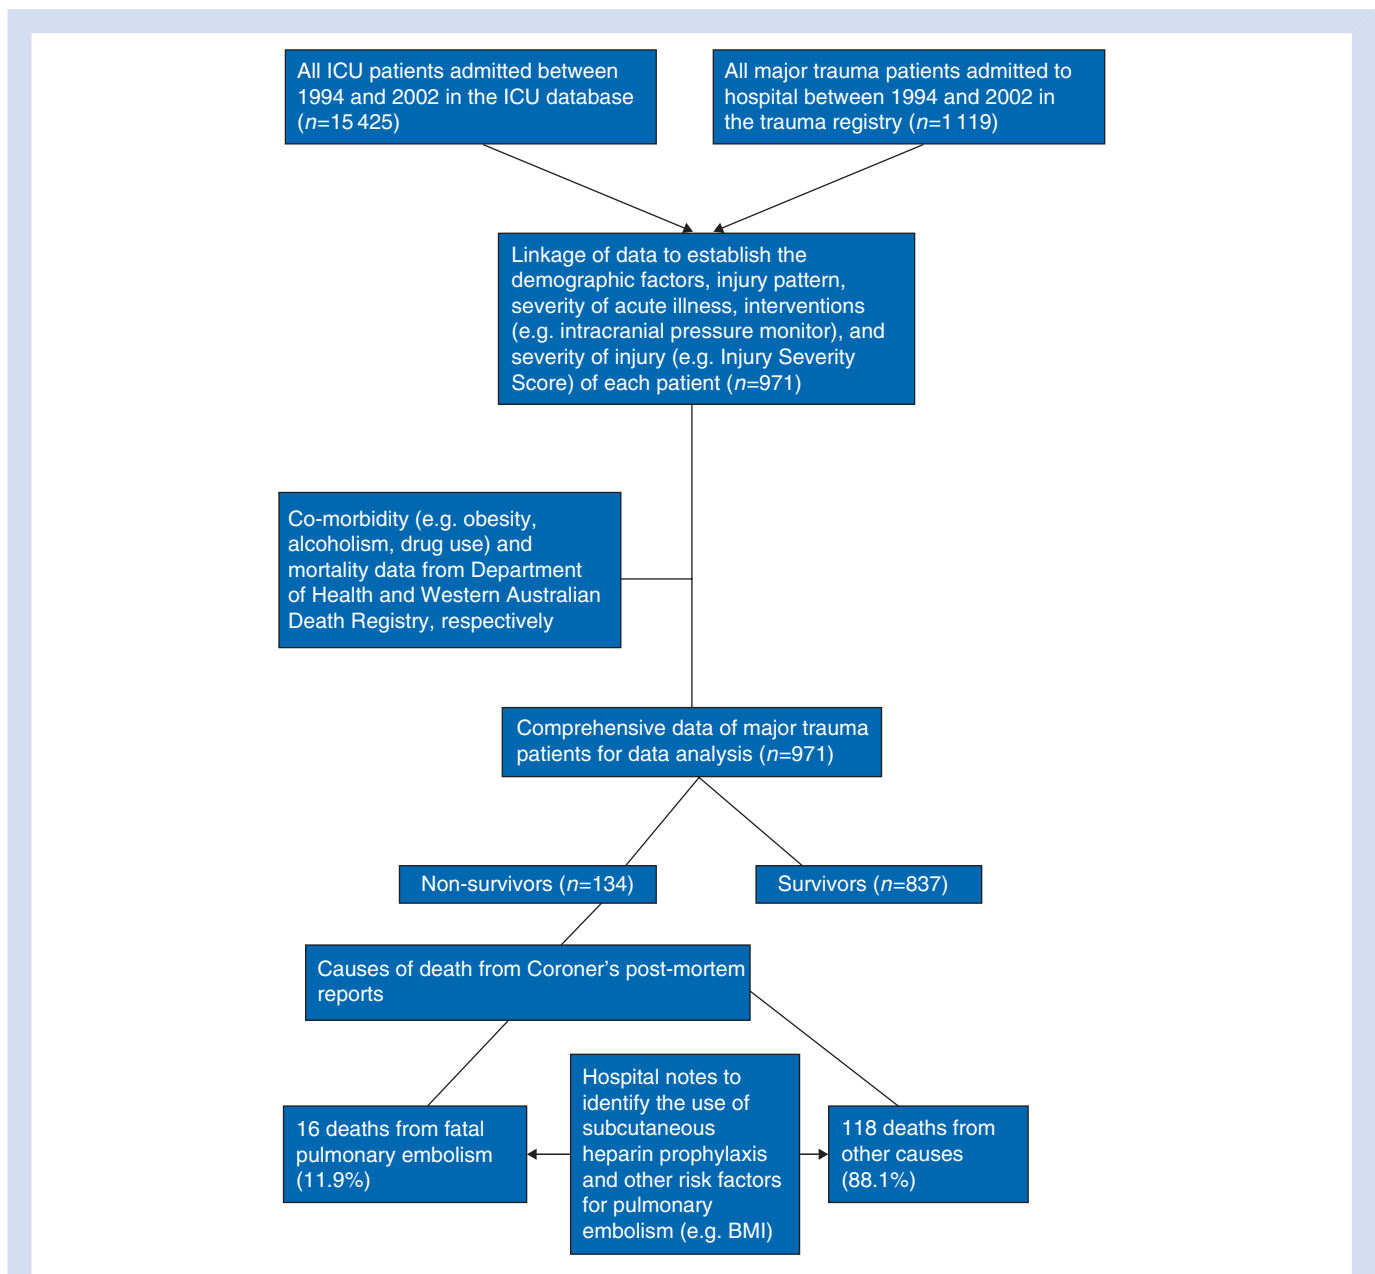 All ICU patients admitted between
1994 and 2002 in the ICU database
(n=15 425)
All major trauma patients admitted to
hospital between 1994 and 2002 in
the trauma registry (n=1 119)
Linkage of data to establish the
demographic factors, injury pattern,
severity of acute illness, interventions
(e.g. intracranial pressure monitor), and
severity of injury (e.g. Injury Severity
Score) of each patient (n=971)
Co-morbidity (e.g. obesity,
alcoholism, drug use) and
mortality data from Department
of Health and Western Australian
Death Registry, respectively
Comprehensive data of major trauma
patients for data analysis (n=971)
Non-survivors (n=134)
Survivors (n=837)
Causes of death from Coroner's post-mortem
reports
16 deaths from fatal
pulmonary embolism
(11.9%)
Hospital notes to
identify the use of
subcutaneous
heparin prophylaxis
and other risk factors
for pulmonary
embolism (e.g. BMI)
118 deaths from
other causes
(88.1%)